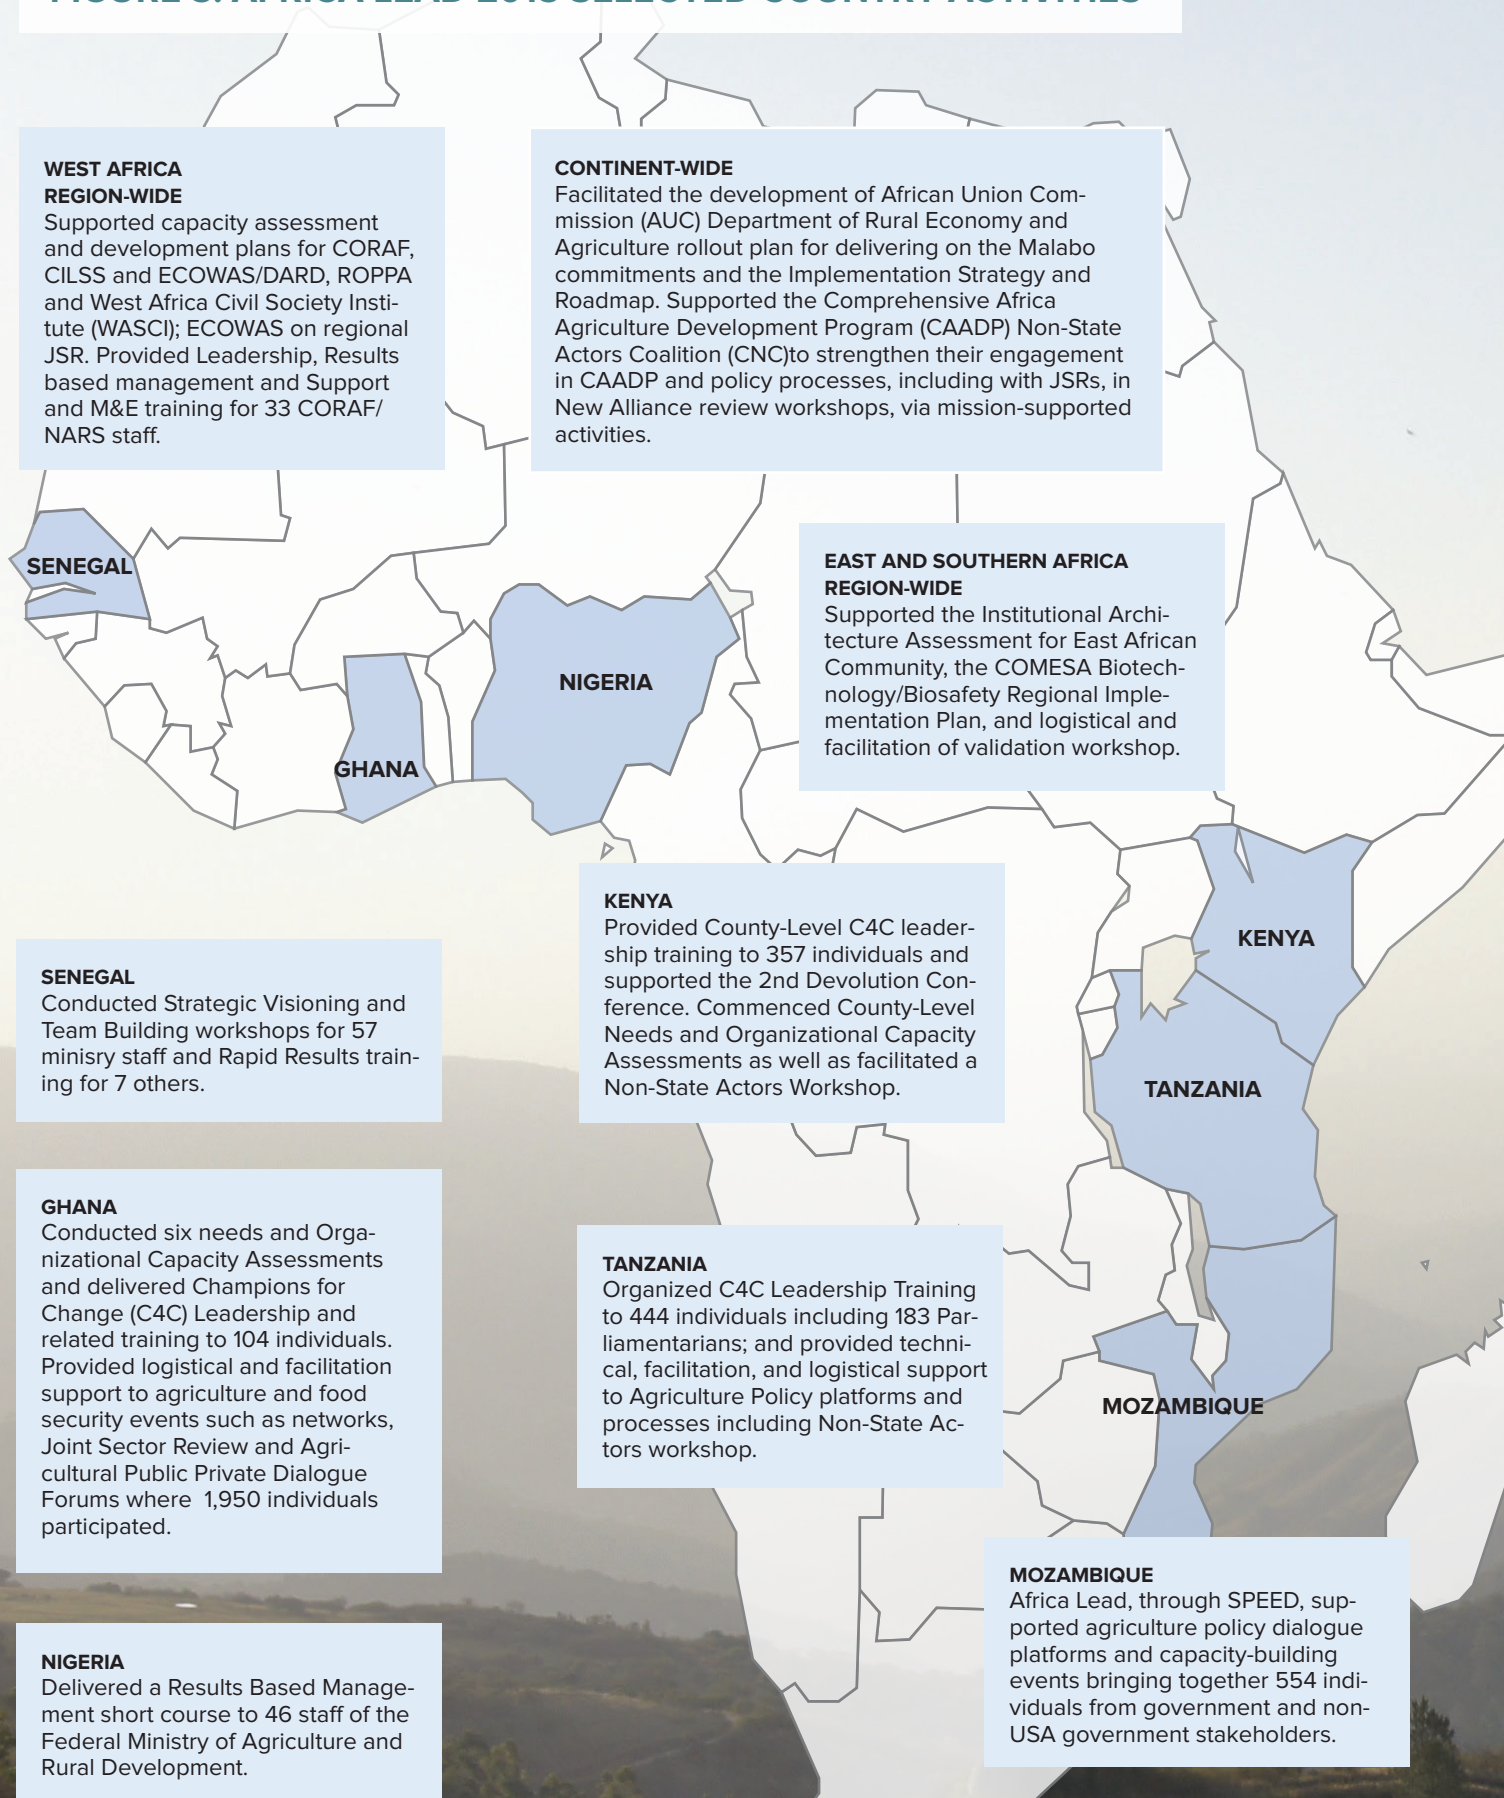 WEST AFRICA
REGION-WIDE
Supported capacity assessment
and development plans for CORAF,
CILSS and ECOWAS/DARD, ROPPA
and West Africa Civil Society Insti-
tute (WASCI); ECOWAS on regional
JSR. Provided Leadership, Results
based management and Support
and M&E training for 33 CORAF/
NARS staff.
CONTINENT-WIDE
Facilitated the development of African Union Com-
mission (AUC) Department of Rural Economy and
Agriculture rollout plan for delivering on the Malabo
commitments and the Implementation Strategy and
Roadmap. Supported the Comprehensive Africa
Agriculture Development Program (CAADP) Non-State
Actors Coalition (CNC)to strengthen their engagement
in CAADP and policy processes, including with JSRs, in
New Alliance review workshops, via mission-supported
activities.
EAST AND SOUTHERN AFRICA
REGION-WIDE
Supported the Institutional Archi-
tecture Assessment for East African
Community, the COMESA Biotech-
nology/Biosafety Regional Imple-
mentation Plan, and logistical and
facilitation of validation workshop.
SENEGAL
NIGERIA
GHANA
KENYA
TANZANIA
MOZAMBIQUE
KENYA
Provided County-Level C4C leader-
ship training to 357 individuals and
supported the 2nd Devolution Con-
ference. Commenced County-Level
Needs and Organizational Capacity
Assessments as well as facilitated a
Non-State Actors Workshop.
SENEGAL
Conducted Strategic Visioning and
Team Building workshops for 57
minisry staff and Rapid Results train-
ing for 7 others.
GHANA
Conducted six needs and Orga-
nizational Capacity Assessments
and delivered Champions for
Change (C4C) Leadership and
related training to 104 individuals.
Provided logistical and facilitation
support to agriculture and food
security events such as networks,
Joint Sector Review and Agri-
cultural Public Private Dialogue
Forums where 1,950 individuals
participated.
TANZANIA
Organized C4C Leadership Training
to 444 individuals including 183 Par-
liamentarians; and provided techni-
cal, facilitation, and logistical support
to Agriculture Policy platforms and
processes including Non-State Ac-
tors workshop.
NIGERIA
Delivered a Results Based Manage-
ment short course to 46 staff of the
Federal Ministry of Agriculture and
Rural Development.
MOZAMBIQUE
Africa Lead, through SPEED, sup-
ported agriculture policy dialogue
platforms and capacity-building
events bringing together 554 indi-
viduals from government and non-
USA government stakeholders.